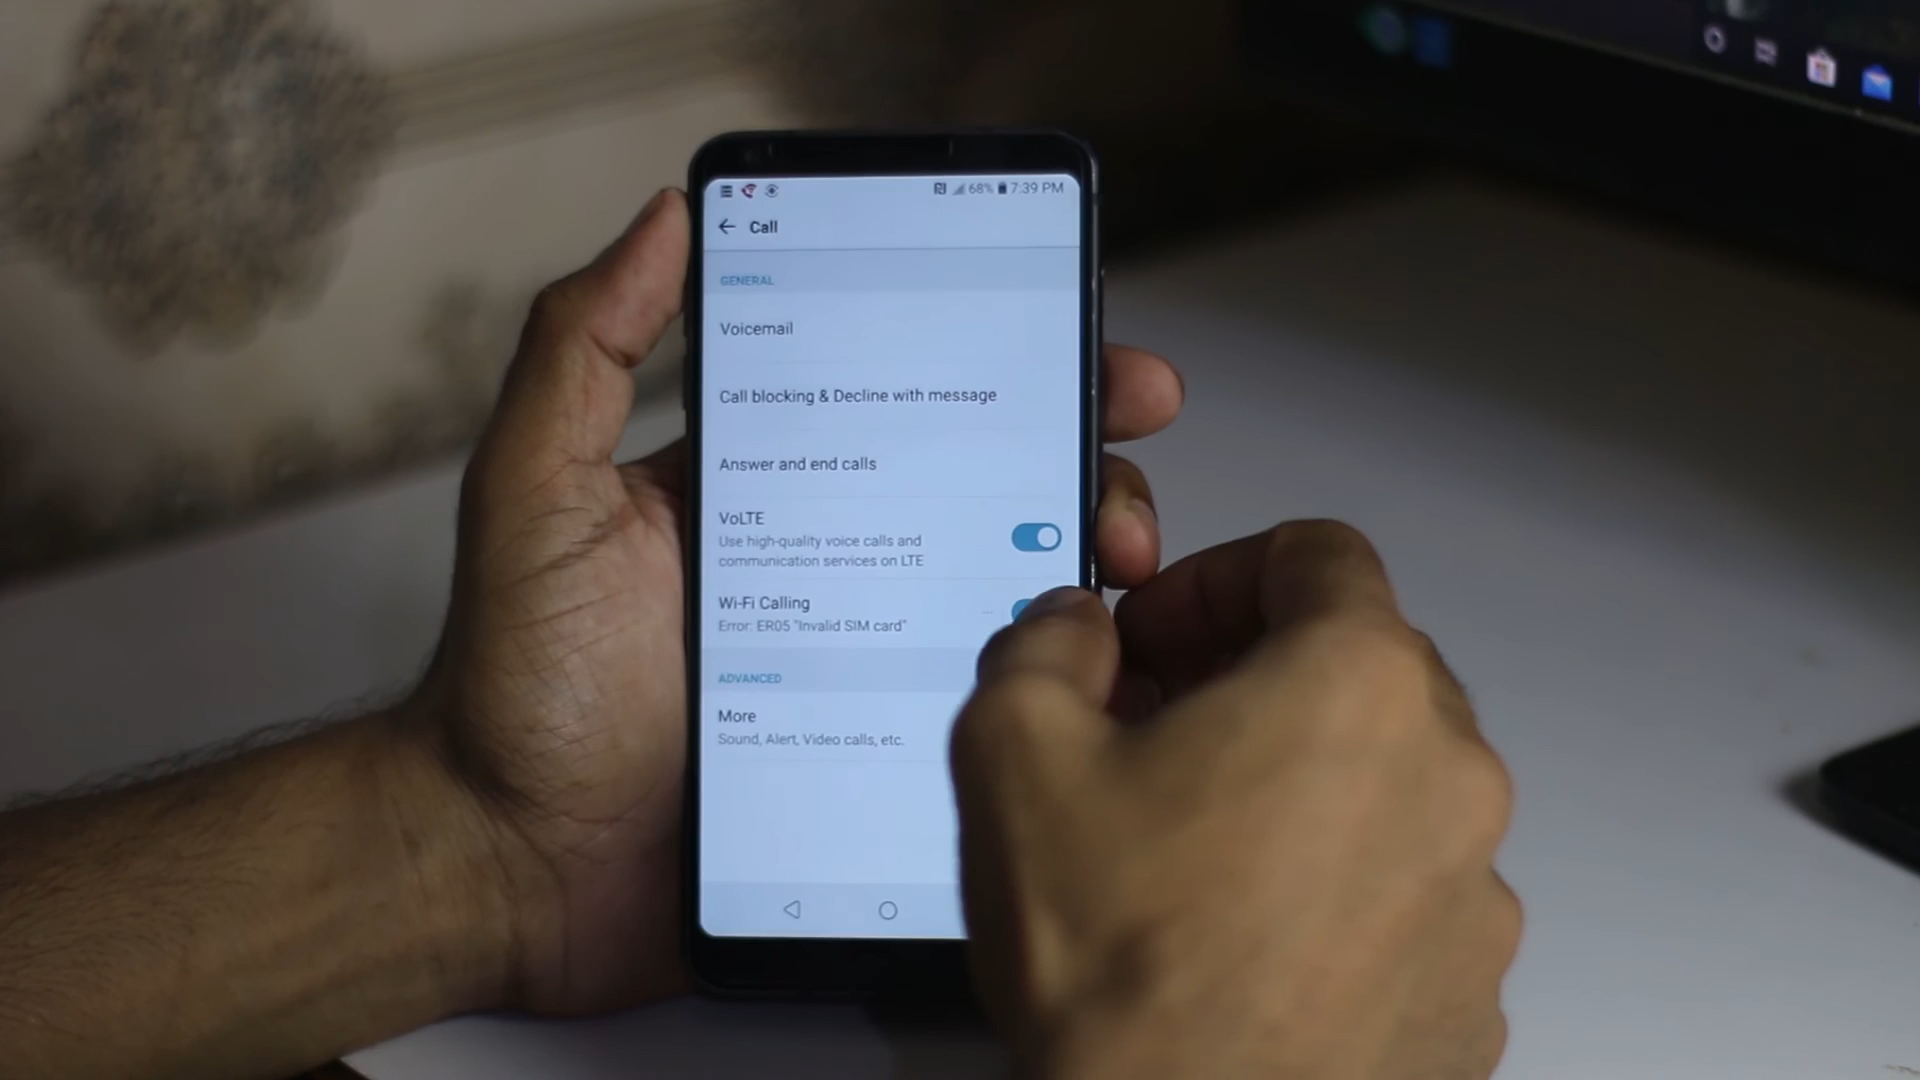 68% 7:39 PM
Call
GENERAL
Voicemail
Call blocking & Decline with message
Answer and end calls
VoLTE
Use high-quality voice calls and
communication services on LTE
Wi-Fi Calling
Error: ER05 "Invalid SIM card"
ADVANCED
More
Sound, Alert, Video calls, etc.